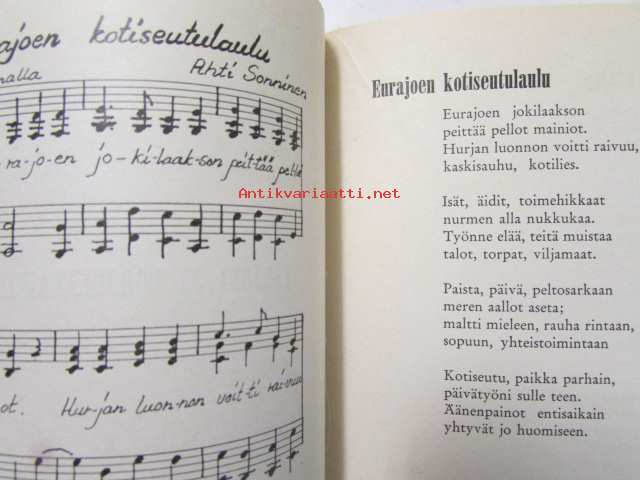 rajoen kotiseutulaulu
Ahti Sonninen
ra-jo-en jo-ki-laak-son peit-tää pell
ot. Hur-jan luon-non voit-ti rai-vuu
Antikvariaatti.net
Eurajoen kotiseutulaulu
Eurajoen jokilaakson
peittää pellot mainiot.
Hurjan luonnon voitti raivuu,
kaskisauhu, kotilies.
Isät, äidit, toimehikkaat
nurmen alla nukkukaa.
Työnne elää, teitä muistaa
talot, torpat, viljamaat.
Paista, päivä, peltosarkaan
meren aallot aseta;
maltti mieleen, rauha rintaan,
sopuun, yhteistoimintaan
Kotiseutu, paikka parhain,
päivätyöni sulle teen.
Äänenpainot entisaikain
yhtyvät jo huomiseen.